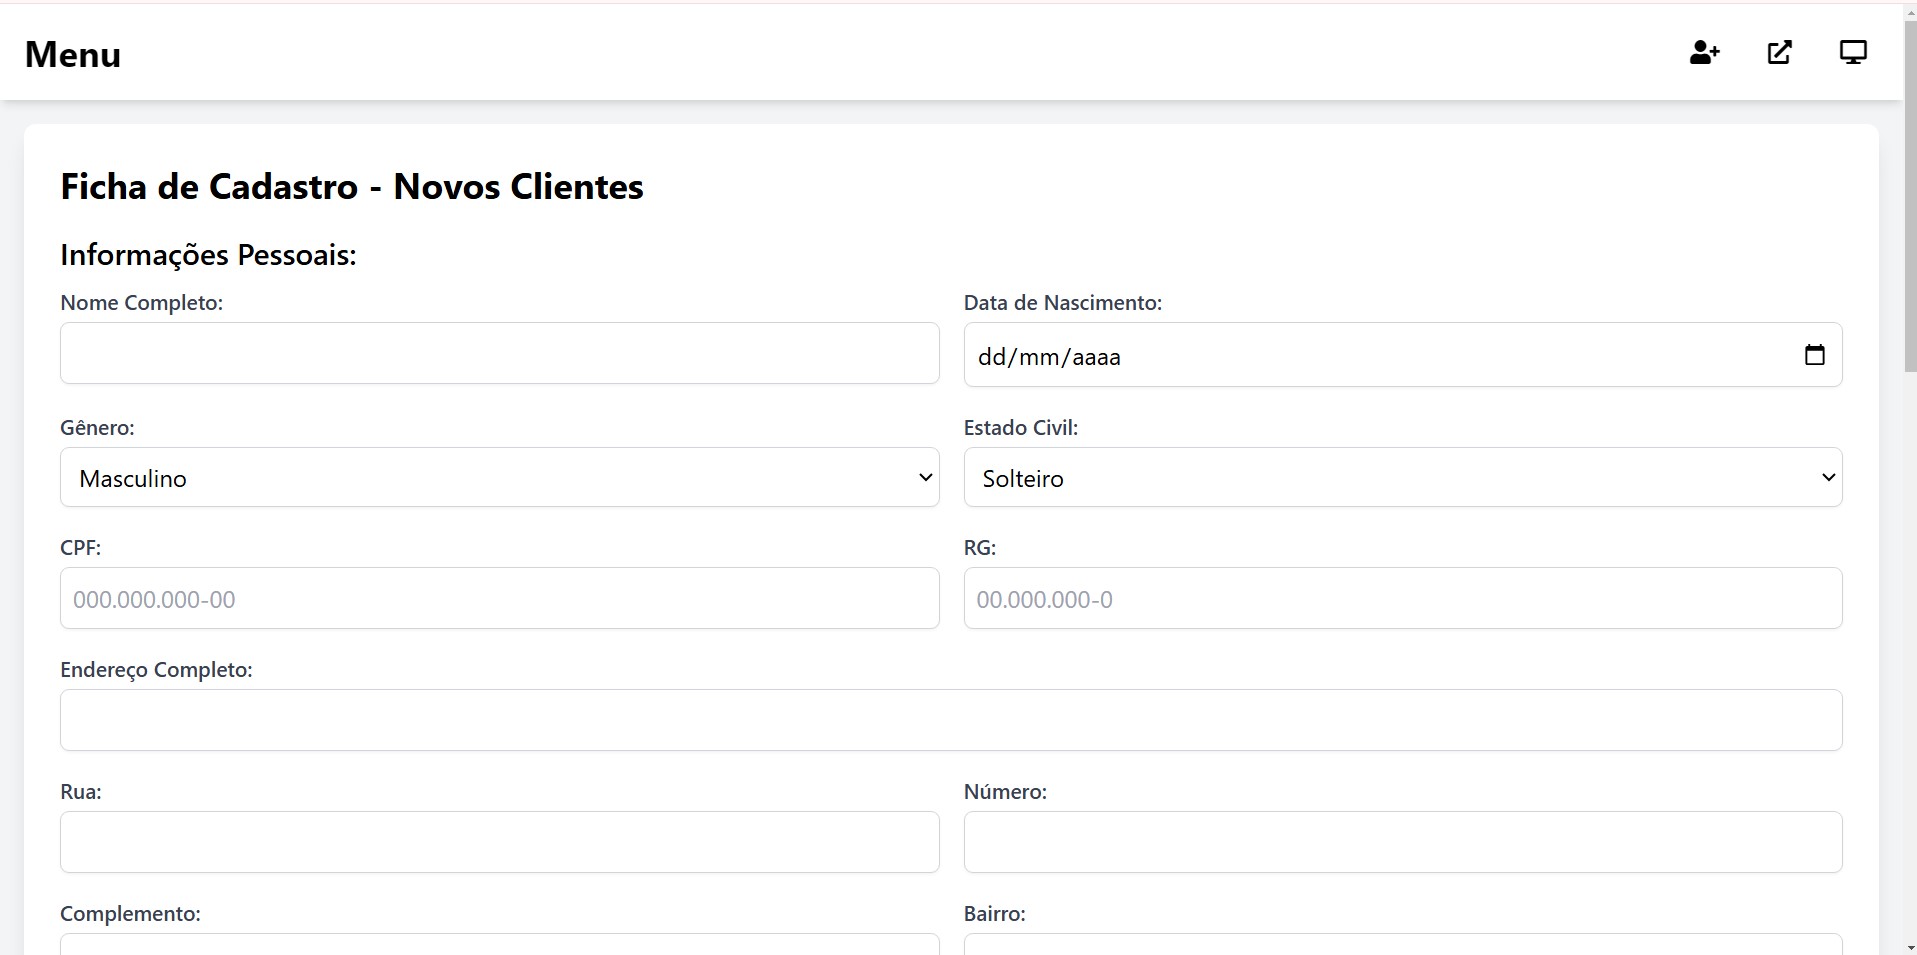 Menu
Ficha de Cadastro - Novos Clientes
Informações Pessoais:
Nome Completo:
Data de Nascimento:
dd/mm/aaaa
Gênero:
Estado Civil:
Masculino
Solteiro
CPF:
RG:
000.000.000-00
00.000.000-0
Endereço Completo:
Rua:
Número:
Complemento:
Bairro: